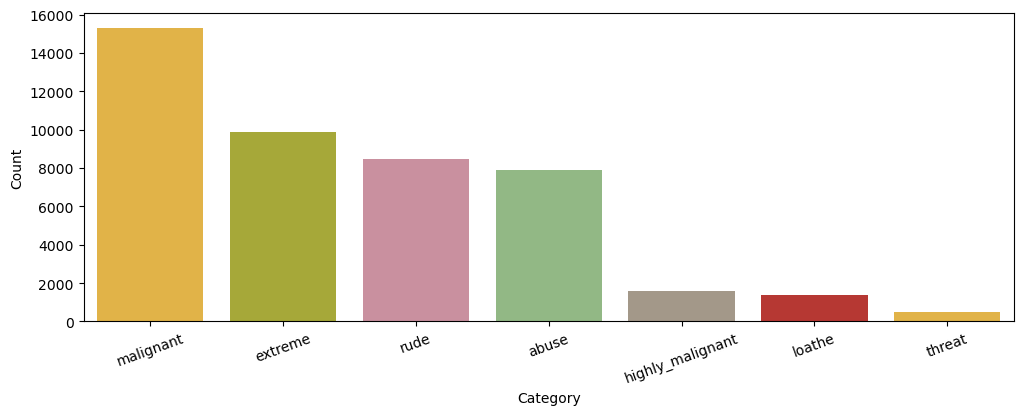 16000
14000
12000
10000
8000
6000
4000
2000
0
Count
malignant
extreme
rude
abuse
highly_malignant
loathe
threat
Category